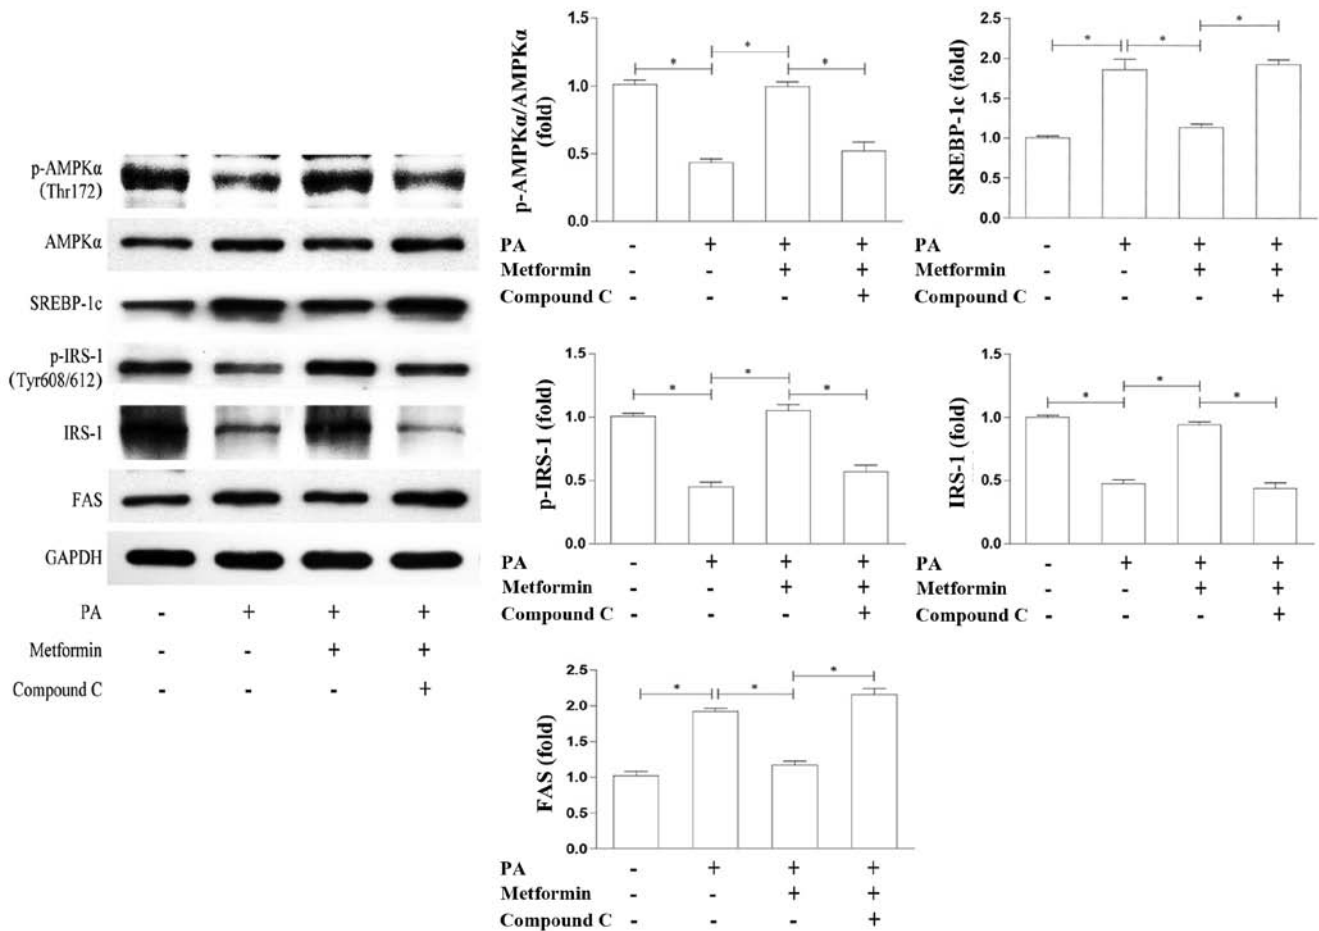 p-AMPKα
(Thr172)
AMPKα
SREBP-1c
p-IRS-1
(Tyr608/612)
IRS-1
FAS
GAPDH
PA - + + +
Metformin - - + +
Compound C - - - +
p-AMPKα/AMPKα
(fold)
1.5
1.0
0.5
0.0
* * *
PA - + + +
Metformin - - + +
Compound C - - - +
SREBP-1c (fold)
2.5
2.0
1.5
1.0
0.5
0.0
* * *
PA - + + +
Metformin - - + +
Compound C - - - +
p-IRS-1 (fold)
1.5
1.0
0.5
0.0
* * *
PA - + + +
Metformin - - + +
Compound C - - - +
IRS-1 (fold)
1.5
1.0
0.5
0.0
* * *
PA - + + +
Metformin - - + +
Compound C - - - +
FAS (fold)
2.5
2.0
1.5
1.0
0.5
0.0
* * *
PA - + + +
Metformin - - + +
Compound C - - - +